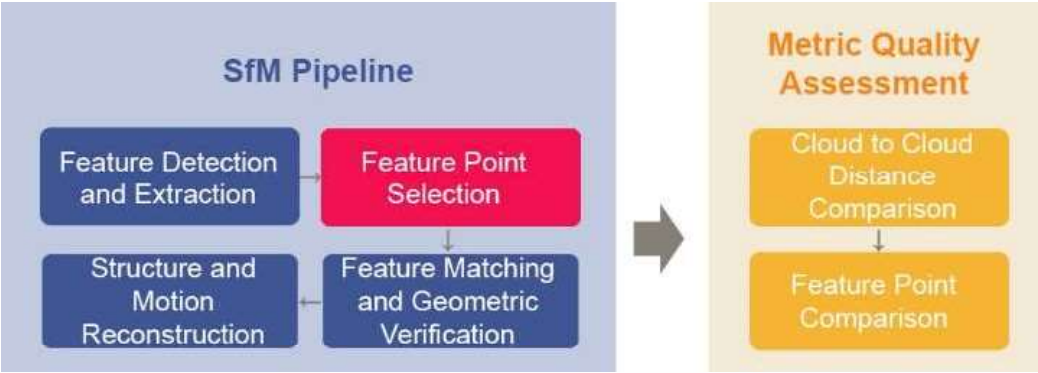 SfM Pipeline
Feature Detection
and Extraction
Feature Point
Selection
Structure and
Motion
Reconstruction
Feature Matching
and Geometric
Verification
Metric Quality
Assessment
Cloud to Cloud
Distance
Comparison
Feature Point
Comparison